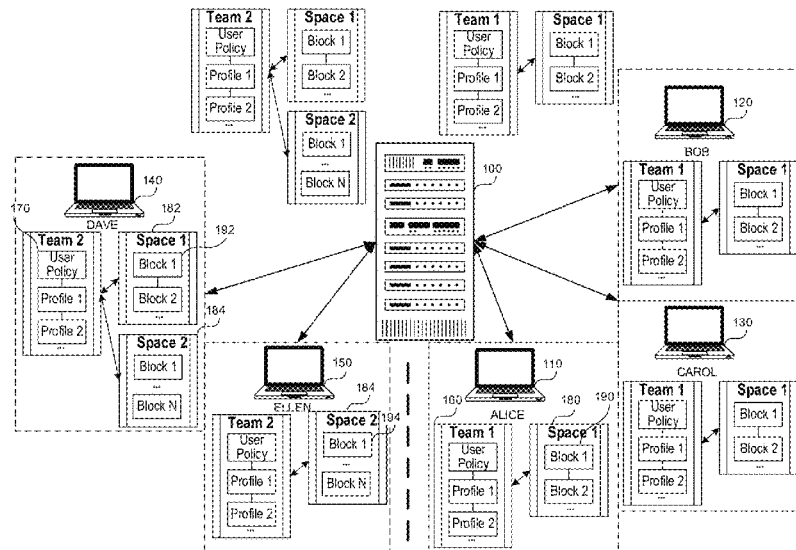 Team 2
User
Policy
Profile 1
Profile 2
...
Space 1
Block 1
Block 2
...
Space 2
Block 1
...
Block N
Team 1
User
Policy
Profile 1
Profile 2
...
Space 1
Block 1
Block 2
...
100
120
BOB
Team 1
User
Policy
Profile 1
Profile 2
...
Space 1
Block 1
Block 2
...
140
DAVE
170
182
192
Team 2
User
Policy
Profile 1
Profile 2
...
Space 1
Block 1
Block 2
...
184
Space 2
Block 1
...
Block N
150
ELLEN
184
194
Team 2
User
Policy
Profile 1
Profile 2
...
Space 2
Block 1
...
Block N
110
ALICE
160
180
190
Team 1
User
Policy
Profile 1
Profile 2
...
Space 1
Block 1
Block 2
...
130
CAROL
Team 1
User
Policy
Profile 1
Profile 2
...
Space 1
Block 1
Block 2
...